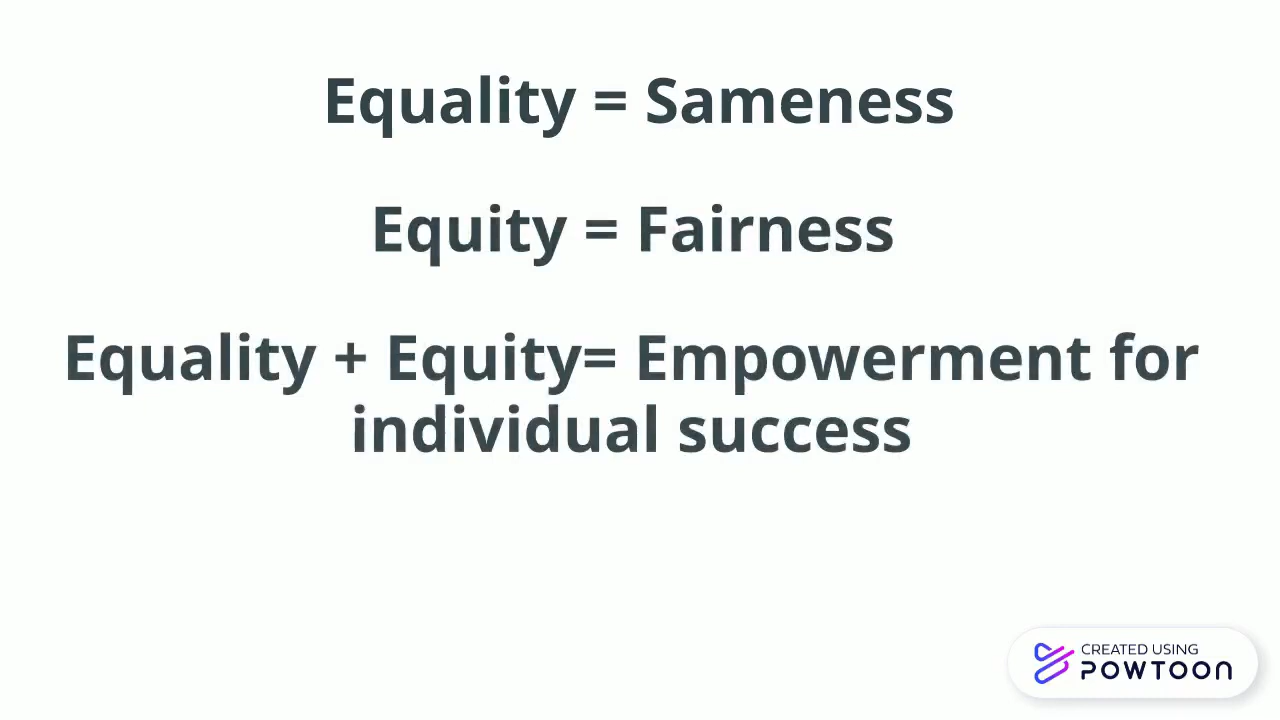 Equality = Sameness
Equity = Fairness
Equality + Equity= Empowerment for
individual success
CREATED USING
POWTOON